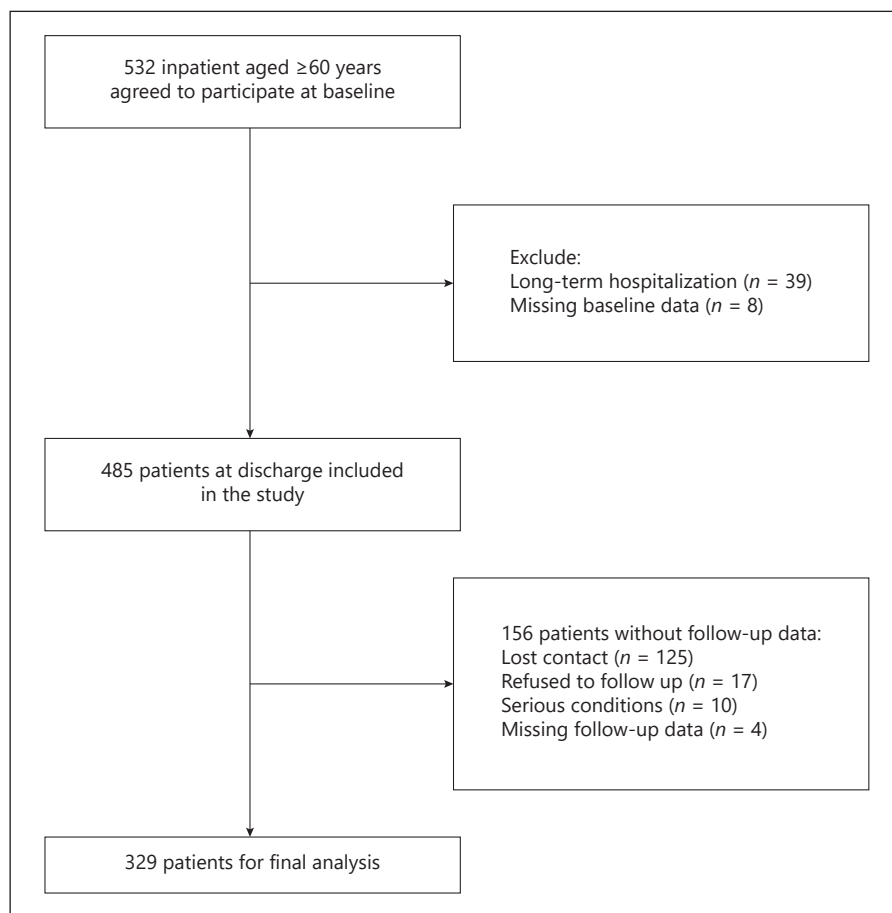 532 inpatient aged ≥60 years
agreed to participate at baseline
Exclude:
Long-term hospitalization (n = 39)
Missing baseline data (n = 8)
485 patients at discharge included
in the study
156 patients without follow-up data:
Lost contact (n = 125)
Refused to follow up (n = 17)
Serious conditions (n = 10)
Missing follow-up data (n = 4)
329 patients for final analysis